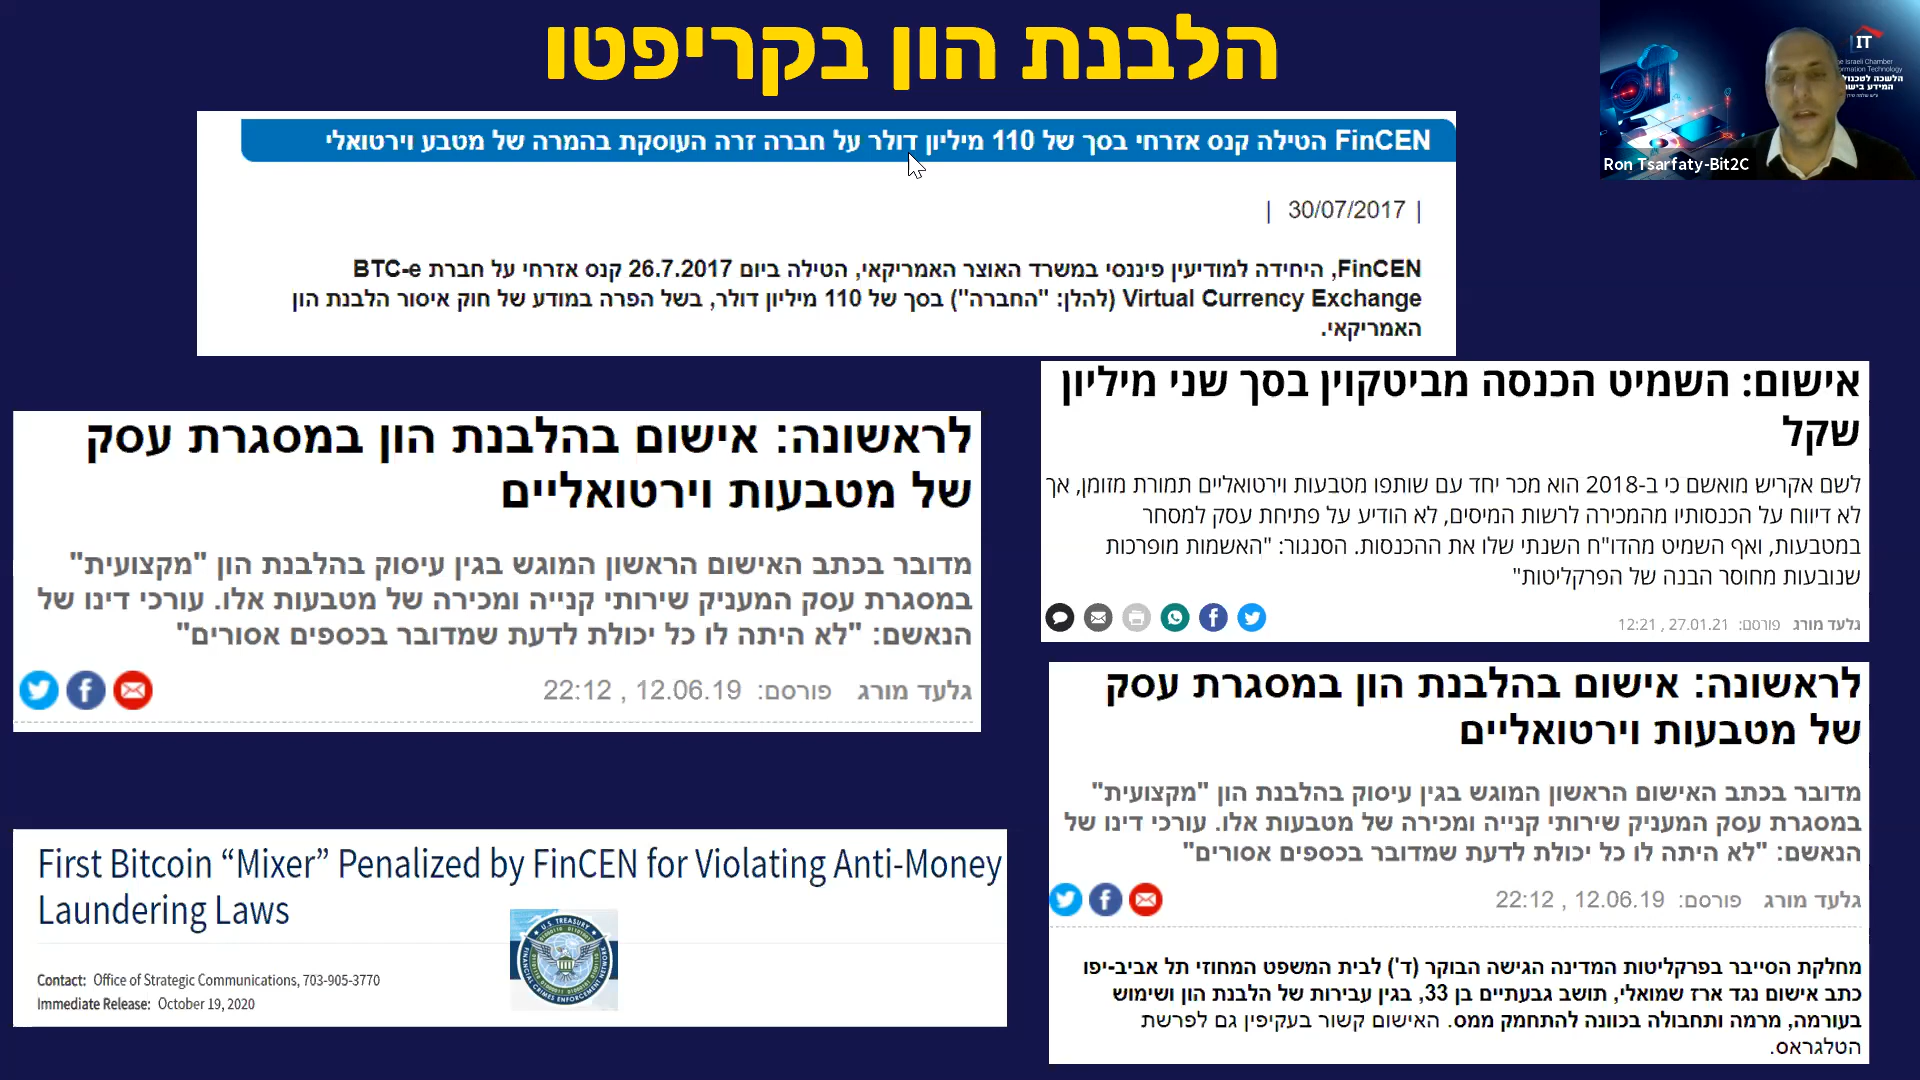 הלבנת הון בקריפטו
IT
הלשכה לטכנולו
המידע ביש
Ron Tsarfaty-Bit2C
FinCEN הטילה קנס אזרחי בסך של 110 מיליון דולר על חברה זרה העוסקת בהמרה של מטבע וירטואלי
| 30/07/2017 |
FinCEN, היחידה למודיעין פיננסי במשרד האוצר האמריקאי, הטילה ביום 26.7.2017 קנס אזרחי על חברת BTC-e
Virtual Currency Exchange (להלן: "החברה") בסך של 110 מיליון דולר, בשל הפרה במודע של חוק איסור הלבנת הון
האמריקאי.
אישום: השמיט הכנסה מביטקוין בסך שני מיליון
שקל
לשם אקריש מואשם כי ב-2018 הוא מכר יחד עם שותפו מטבעות וירטואליים תמורת מזומן, אך
לא דיווח על הכנסותיו מהמכירה לרשות המיסים, לא הודיע על פתיחת עסק למסחר
במטבעות, ואף השמיט מהדו"ח השנתי שלו את ההכנסות. הסנגור: "האשמות מופרכות
שנובעות מחוסר הבנה של הפרקליטות"
גלעד מורג פורסם: 27.01.21 , 12:21
לראשונה: אישום בהלבנת הון במסגרת עסק
של מטבעות וירטואליים
מדובר בכתב האישום הראשון המוגש בגין עיסוק בהלבנת הון "מקצועית"
במסגרת עסק המעניק שירותי קנייה ומכירה של מטבעות אלו. עורכי דינו של
הנאשם: "לא היתה לו כל יכולת לדעת שמדובר בכספים אסורים"
גלעד מורג פורסם: 12.06.19 , 22:12
לראשונה: אישום בהלבנת הון במסגרת עסק
של מטבעות וירטואליים
מדובר בכתב האישום הראשון המוגש בגין עיסוק בהלבנת הון "מקצועית"
במסגרת עסק המעניק שירותי קנייה ומכירה של מטבעות אלו. עורכי דינו של
הנאשם: "לא היתה לו כל יכולת לדעת שמדובר בכספים אסורים"
גלעד מורג פורסם: 12.06.19 , 22:12
מחלקת הסייבר בפרקליטות המדינה הגישה הבוקר (ד') לבית המשפט המחוזי תל אביב-יפו
כתב אישום נגד ארז שמואלי, תושב גבעתיים בן 33, בגין עבירות של הלבנת הון ושימוש
בעורמה, מרמה ותחבולה בכוונה להתחמק ממס. האישום קשור בעקיפין גם לפרשת
הטלגראס.
First Bitcoin “Mixer” Penalized by FinCEN for Violating Anti-Money
Laundering Laws
U.S. TREASURY
FINANCIAL CRIMES ENFORCEMENT NETWORK
Contact: Office of Strategic Communications, 703-905-3770
Immediate Release: October 19, 2020